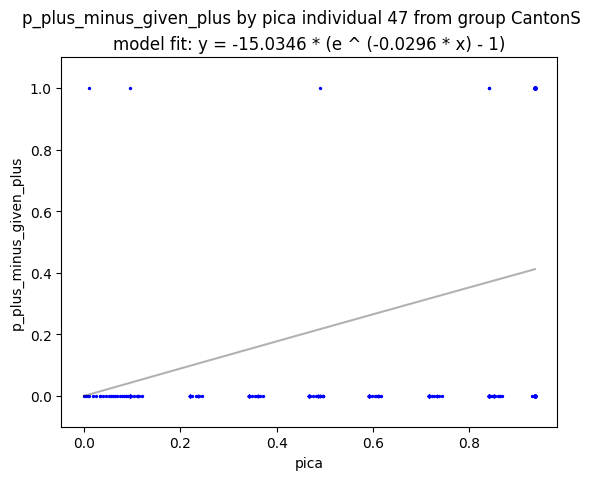 p_plus_minus_given_plus by pica individual 47 from group CantonS
model fit: y = -15.0346 * (e ^ (-0.0296 * x) - 1)
1.0
0.8
0.6
0.4
0.2
0.0
p_plus_minus_given_plus
0.0 0.2 0.4 0.6 0.8
pica